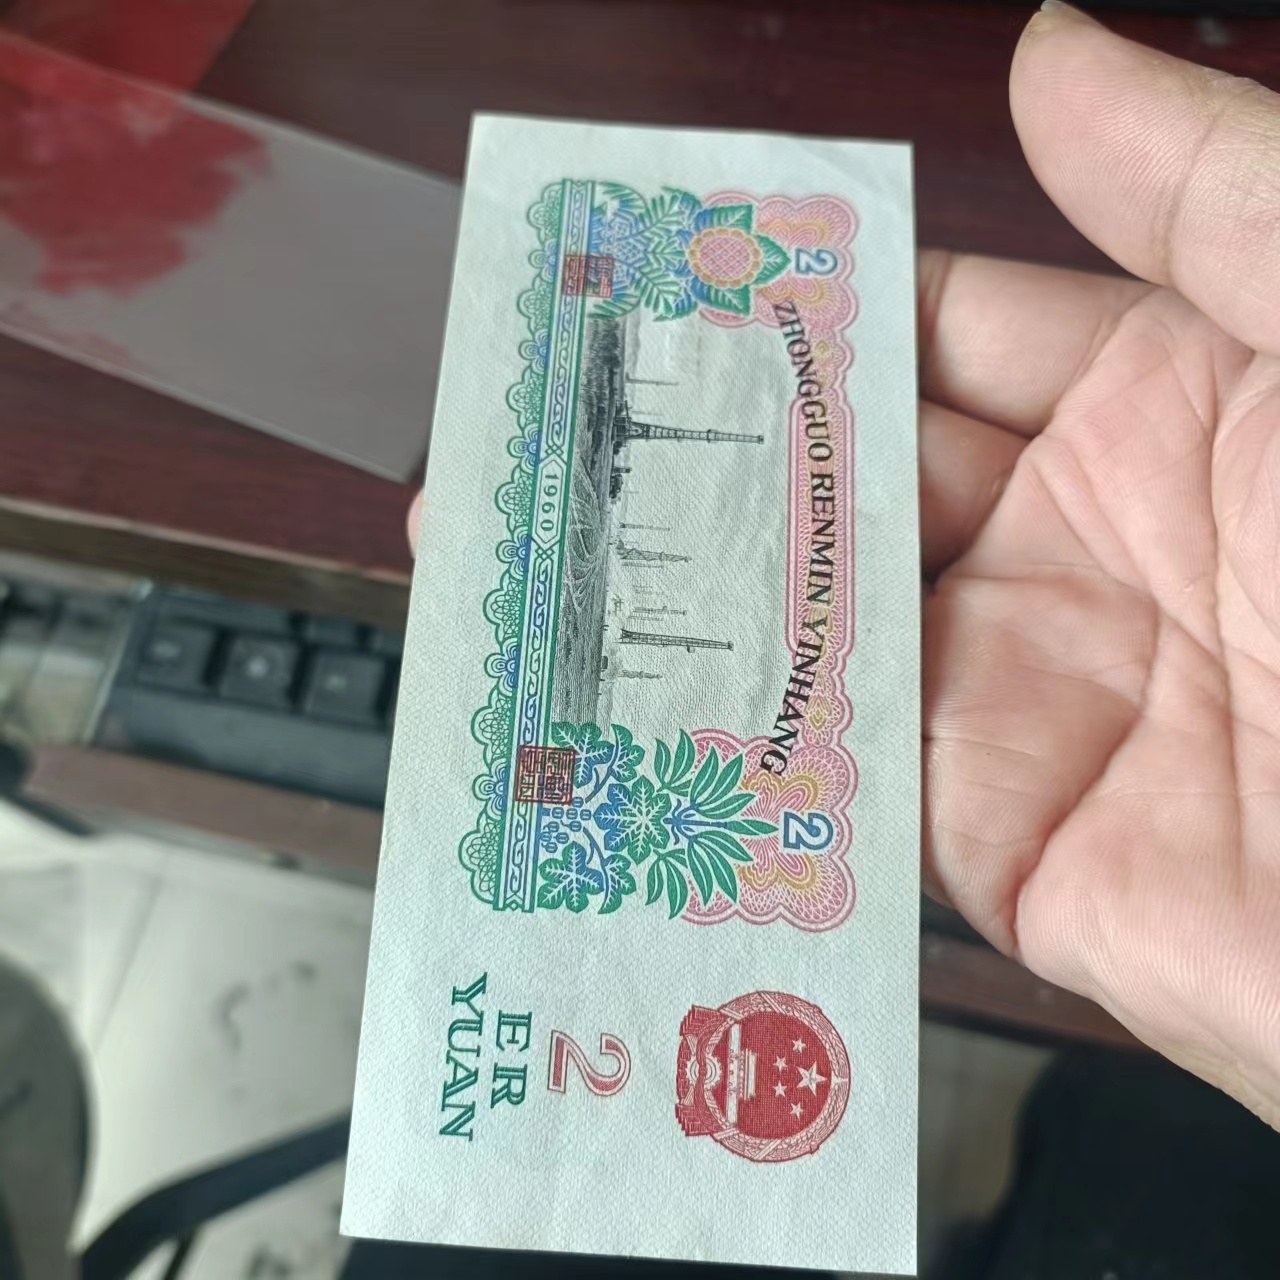 ZHONGGUO RENMIN YINHANG
2
2
1960
2
ER
YUAN